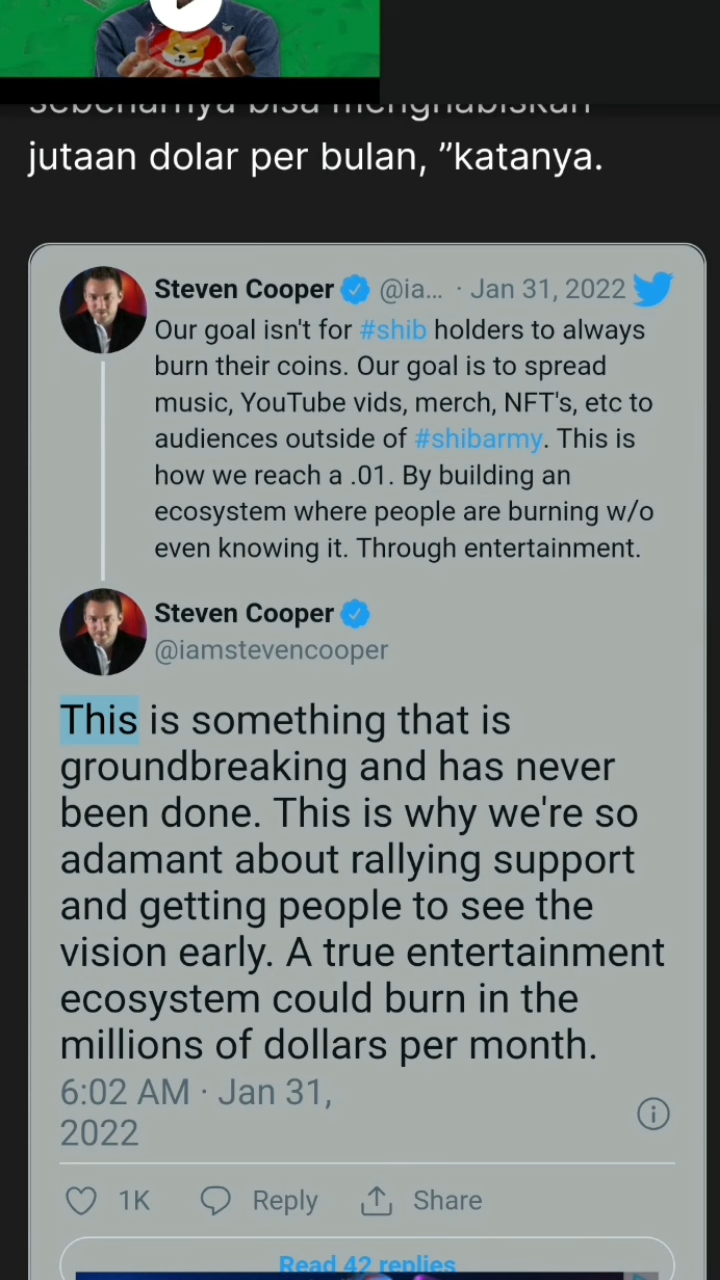 sebenarnya bisa menghabiskan
jutaan dolar per bulan, ”katanya.
Steven Cooper @ia... · Jan 31, 2022
Our goal isn't for #shib holders to always
burn their coins. Our goal is to spread
music, YouTube vids, merch, NFT's, etc to
audiences outside of #shibarmy. This is
how we reach a .01. By building an
ecosystem where people are burning w/o
even knowing it. Through entertainment.
Steven Cooper
@iamstevencooper
This is something that is
groundbreaking and has never
been done. This is why we're so
adamant about rallying support
and getting people to see the
vision early. A true entertainment
ecosystem could burn in the
millions of dollars per month.
6:02 AM · Jan 31,
2022
1K Reply Share
Read 42 replies